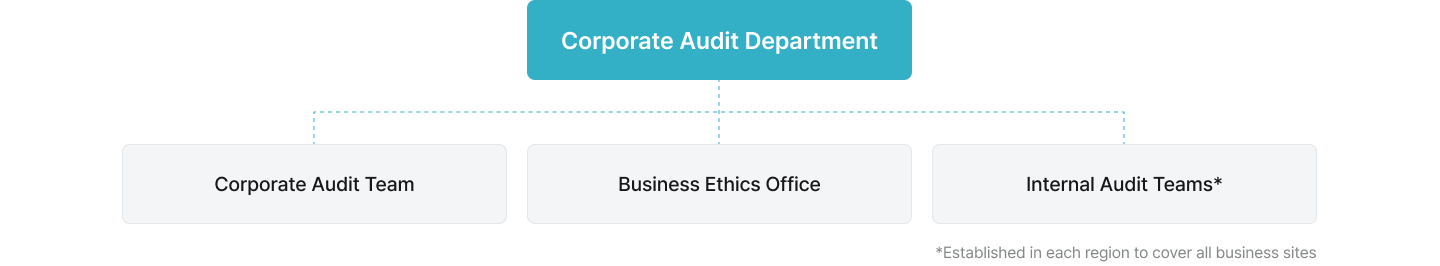 Corporate Audit Department
Corporate Audit Team
Business Ethics Office
Internal Audit Teams*
*Established in each region to cover all business sites